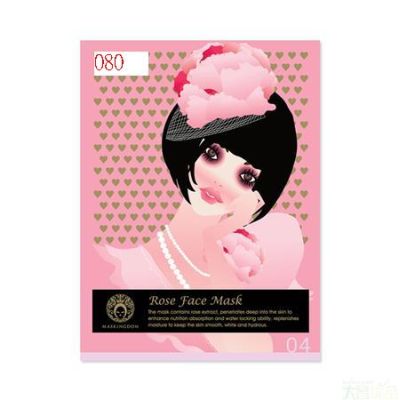 080
Rose Face Mask
The mask contains rose extract, penetrates deep into the skin to
enhance nutrition absorption and water locking ability, replenishes
moisture to keep the skin smooth, white and hydrous.
MASKINGDOM
04